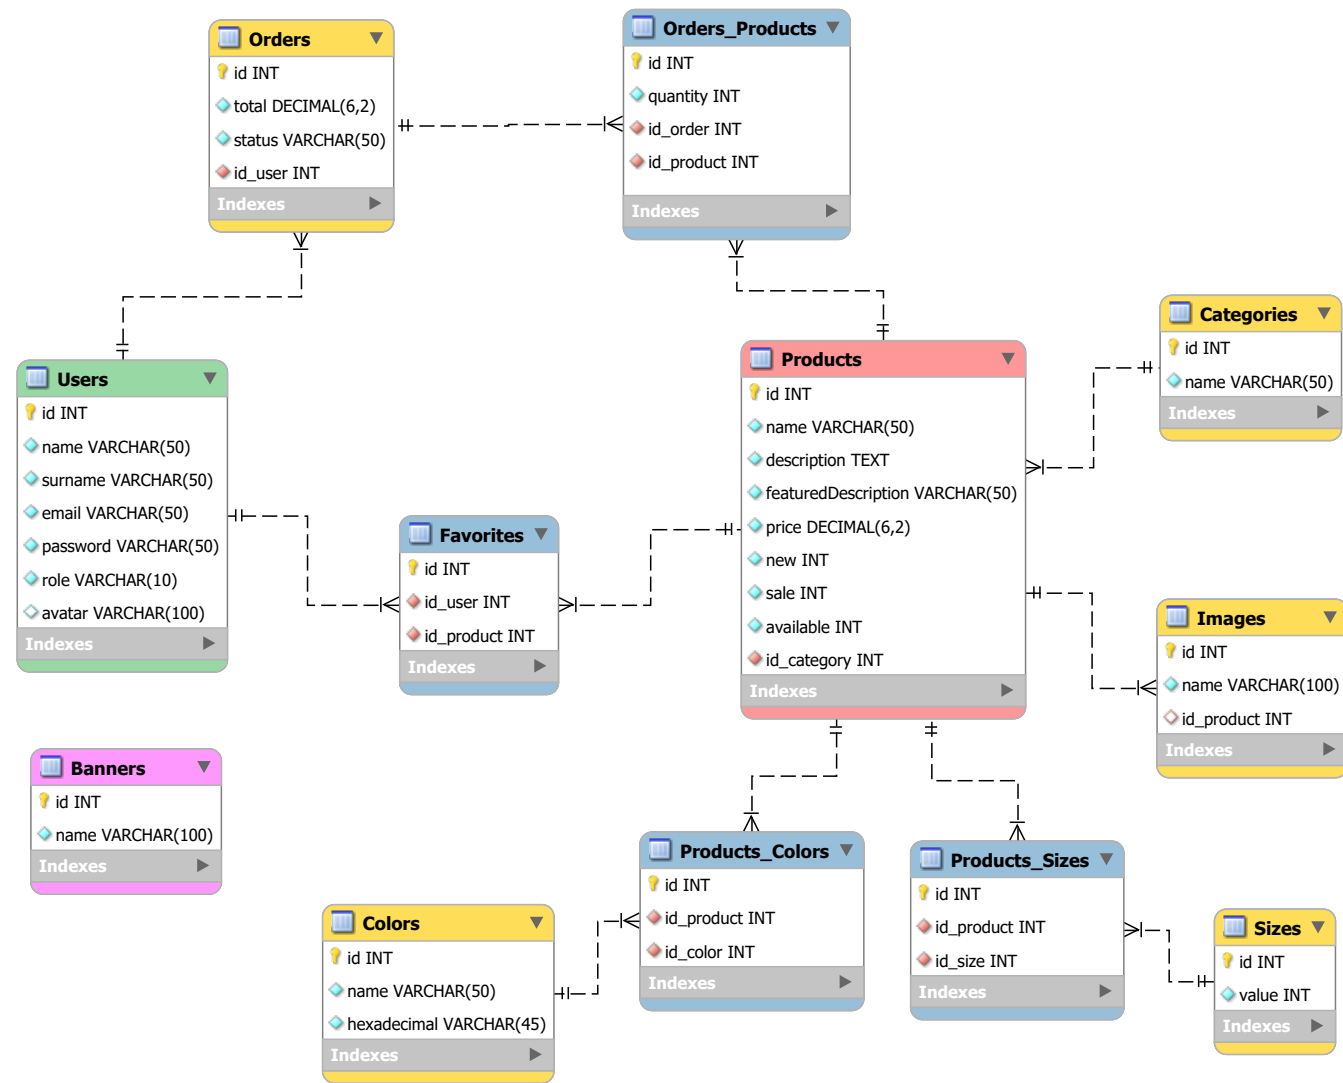 Orders
id INT
total DECIMAL(6,2)
status VARCHAR(50)
id_user INT
Indexes
Orders_Products
id INT
quantity INT
id_order INT
id_product INT
Indexes
Categories
id INT
name VARCHAR(50)
Indexes
Users
id INT
name VARCHAR(50)
surname VARCHAR(50)
email VARCHAR(50)
password VARCHAR(50)
role VARCHAR(10)
avatar VARCHAR(100)
Indexes
Products
id INT
name VARCHAR(50)
description TEXT
featuredDescription VARCHAR(50)
price DECIMAL(6,2)
new INT
sale INT
available INT
id_category INT
Indexes
Favorites
id INT
id_user INT
id_product INT
Indexes
Images
id INT
name VARCHAR(100)
id_product INT
Indexes
Banners
id INT
name VARCHAR(100)
Indexes
Products_Colors
id INT
id_product INT
id_color INT
Indexes
Products_Sizes
id INT
id_product INT
id_size INT
Indexes
Colors
id INT
name VARCHAR(50)
hexadecimal VARCHAR(45)
Indexes
Sizes
id INT
value INT
Indexes